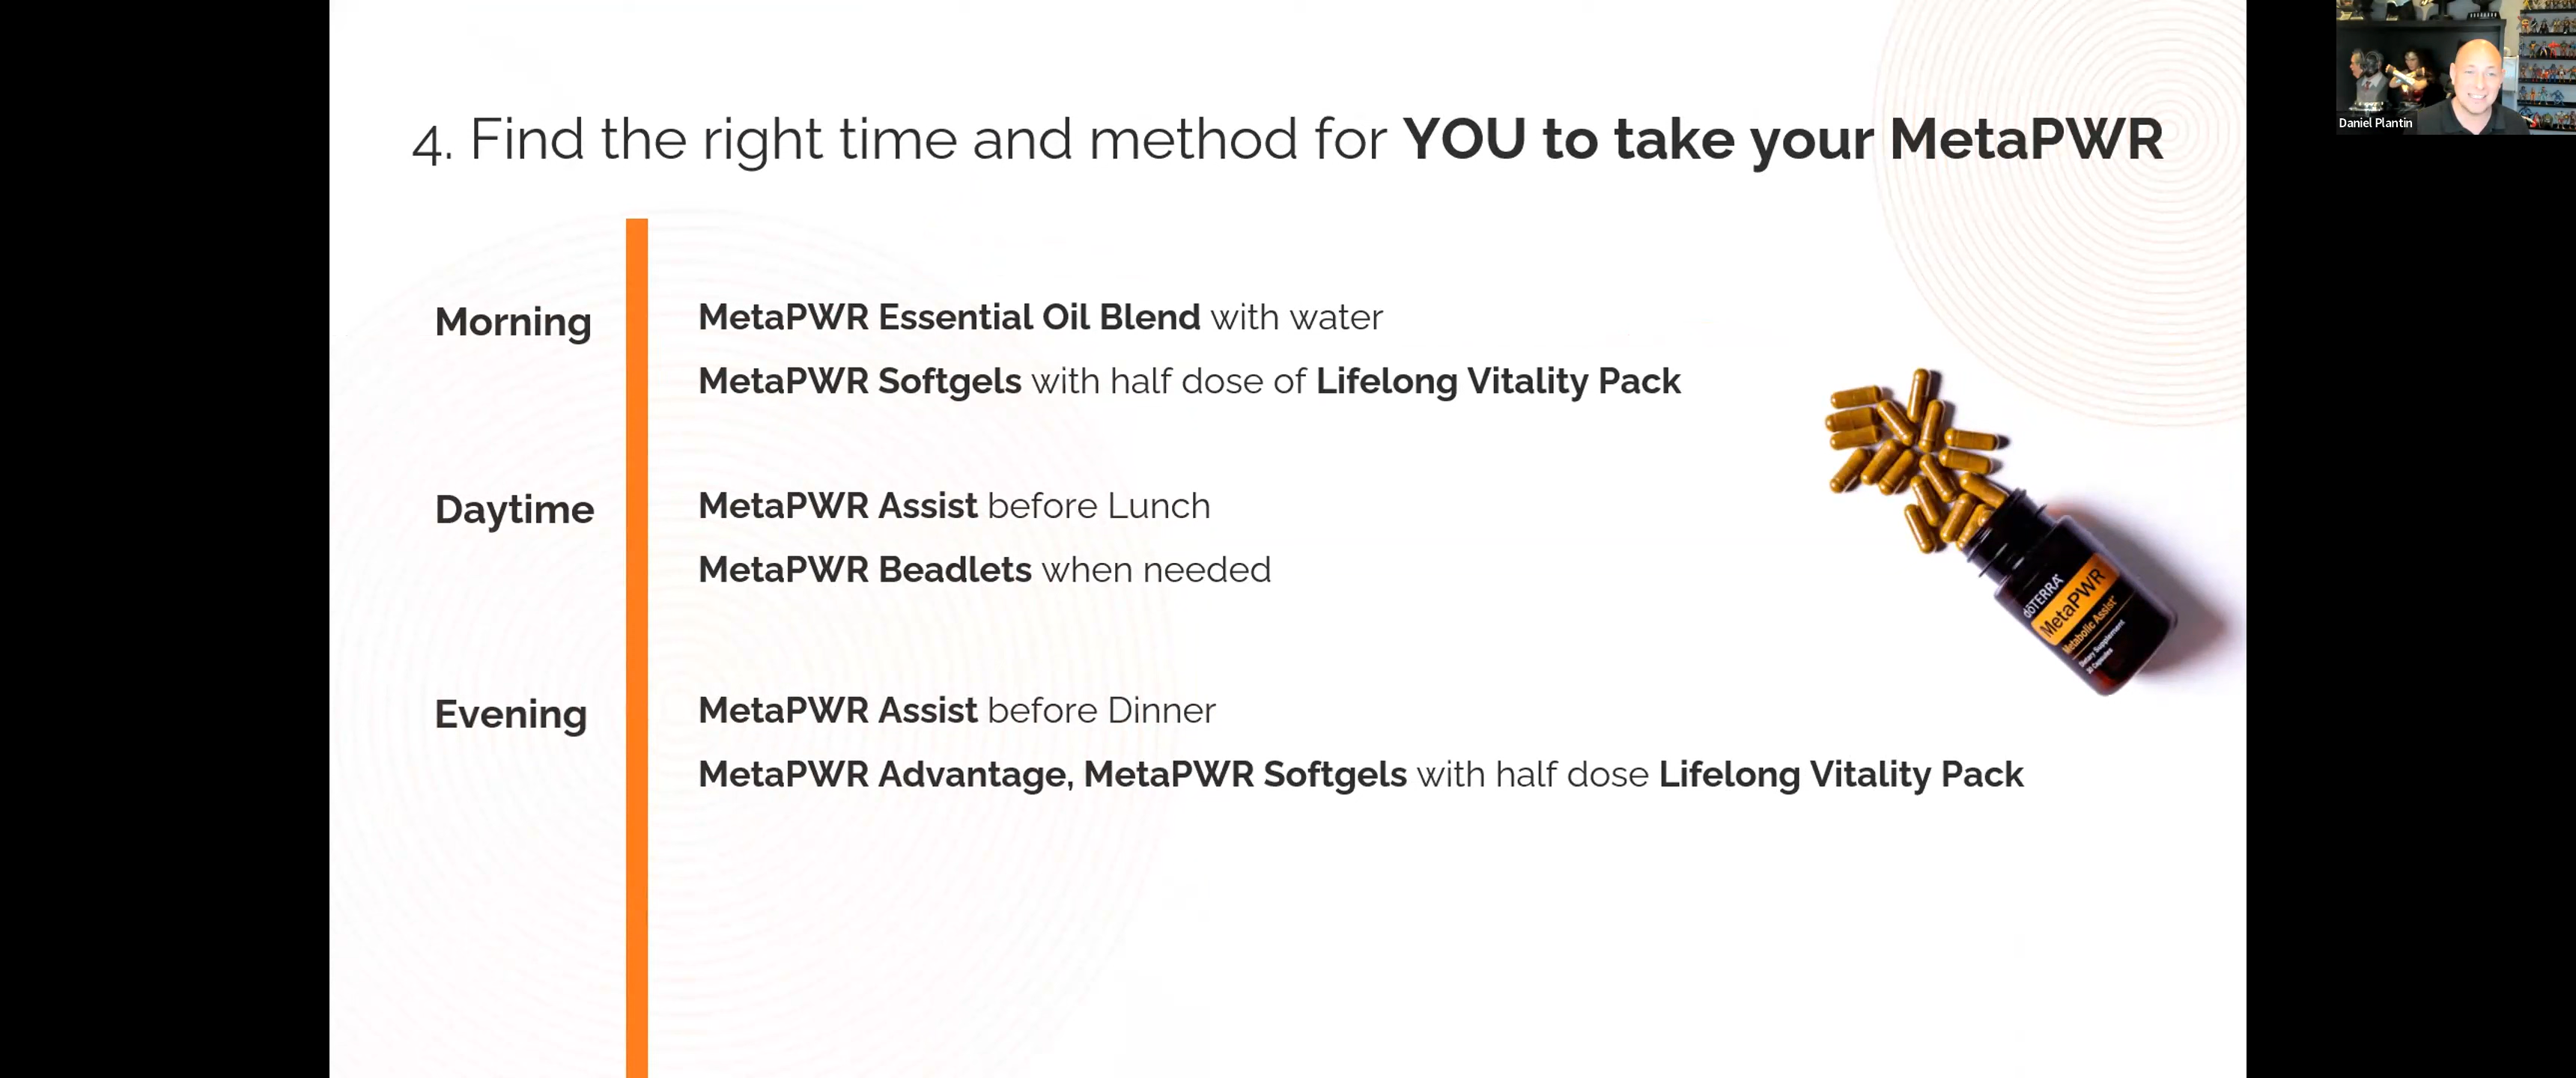 Daniel Plantin
4. Find the right time and method for YOU to take your MetaPWR
Morning
MetaPWR Essential Oil Blend with water
MetaPWR Softgels with half dose of Lifelong Vitality Pack
Daytime
MetaPWR Assist before Lunch
MetaPWR Beadlets when needed
Evening
MetaPWR Assist before Dinner
MetaPWR Advantage, MetaPWR Softgels with half dose Lifelong Vitality Pack
dōTERRA
MetaPWR
Metabolic Assist
Dietary Supplement
Capsules